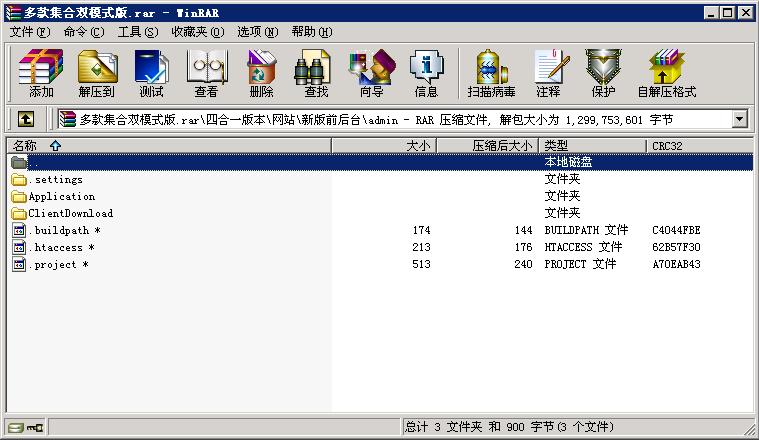 多款集合双模式版.rar - WinRAR
文件(F) 命令(C) 工具(S) 收藏夹(O) 选项(N) 帮助(H)
添加 解压到 测试 查看 删除 查找 向导 信息 扫描病毒 注释 保护 自解压格式
多款集合双模式版.rar\四合一版本\网站\新版前后台\admin - RAR 压缩文件, 解包大小为 1,299,753,601 字节
名称 大小 压缩后大小 类型 CRC32
.. 本地磁盘
.settings 文件夹
Application 文件夹
ClientDownload 文件夹
.buildpath * 174 144 BUILDPATH 文件 C4044FBE
.htaccess * 213 176 HTACCESS 文件 62B57F30
.project * 513 240 PROJECT 文件 A70EAB43
总计 3 文件夹 和 900 字节(3 个文件)